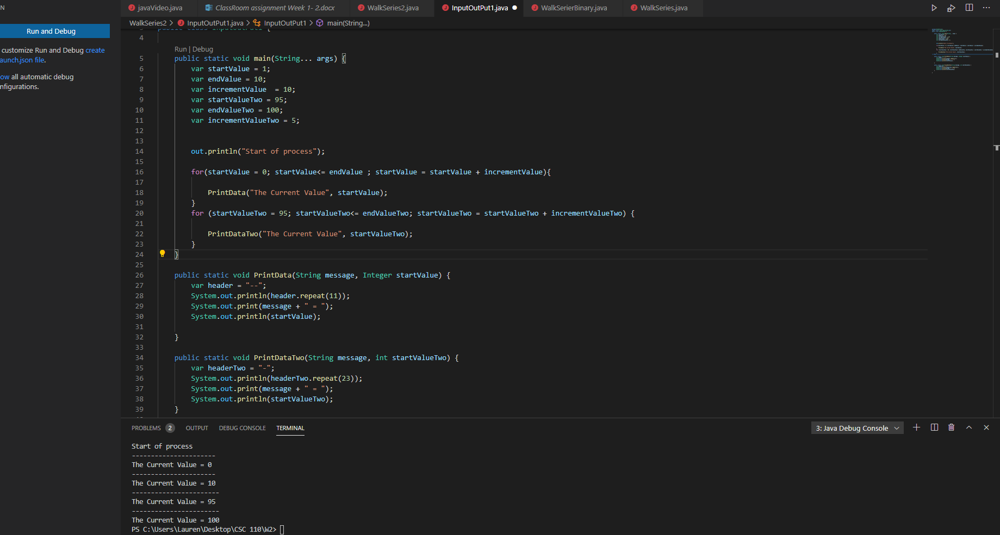 N
javaVideo.java
ClassRoom assignment Week 1- 2.docx
WalkSeries2.java
InputOutPut1.java
WalkSerierBinary.java
WalkSeries.java
WalkSeries2 > InputOutPut1.java > InputOutPut1 > main(String...)
Run and Debug
customize Run and Debug create
aunch.json file.
ow all automatic debug
nfigurations.
4
Run | Debug
5 public static void main(String... args) {
6 var startValue = 1;
7 var endValue = 10;
8 var incrementValue  = 10;
9 var startValueTwo = 95;
10 var endValueTwo = 100;
11 var incrementValueTwo = 5;
12
13
14 out.println("Start of process");
15
16 for(startValue = 0; startValue<= endValue ; startValue = startValue + incrementValue){
17
18 PrintData("The Current Value", startValue);
19 }
20 for (startValueTwo = 95; startValueTwo<= endValueTwo; startValueTwo = startValueTwo + incrementValueTwo) {
21
22 PrintDataTwo("The Current Value", startValueTwo);
23 }
24 }
25
26 public static void PrintData(String message, Integer startValue) {
27 var header = "--";
28 System.out.println(header.repeat(11));
29 System.out.print(message + " = ");
30 System.out.println(startValue);
31
32 }
33
34 public static void PrintDataTwo(String message, int startValueTwo) {
35 var headerTwo = "-";
36 System.out.println(headerTwo.repeat(23));
37 System.out.print(message + " = ");
38 System.out.println(startValueTwo);
39 }
PROBLEMS 2 OUTPUT DEBUG CONSOLE TERMINAL
3: Java Debug Console
Start of process
----------------------
The Current Value = 0
----------------------
The Current Value = 10
-----------------------
The Current Value = 95
-----------------------
The Current Value = 100
PS C:\Users\Lauren\Desktop\CSC 110\W2>